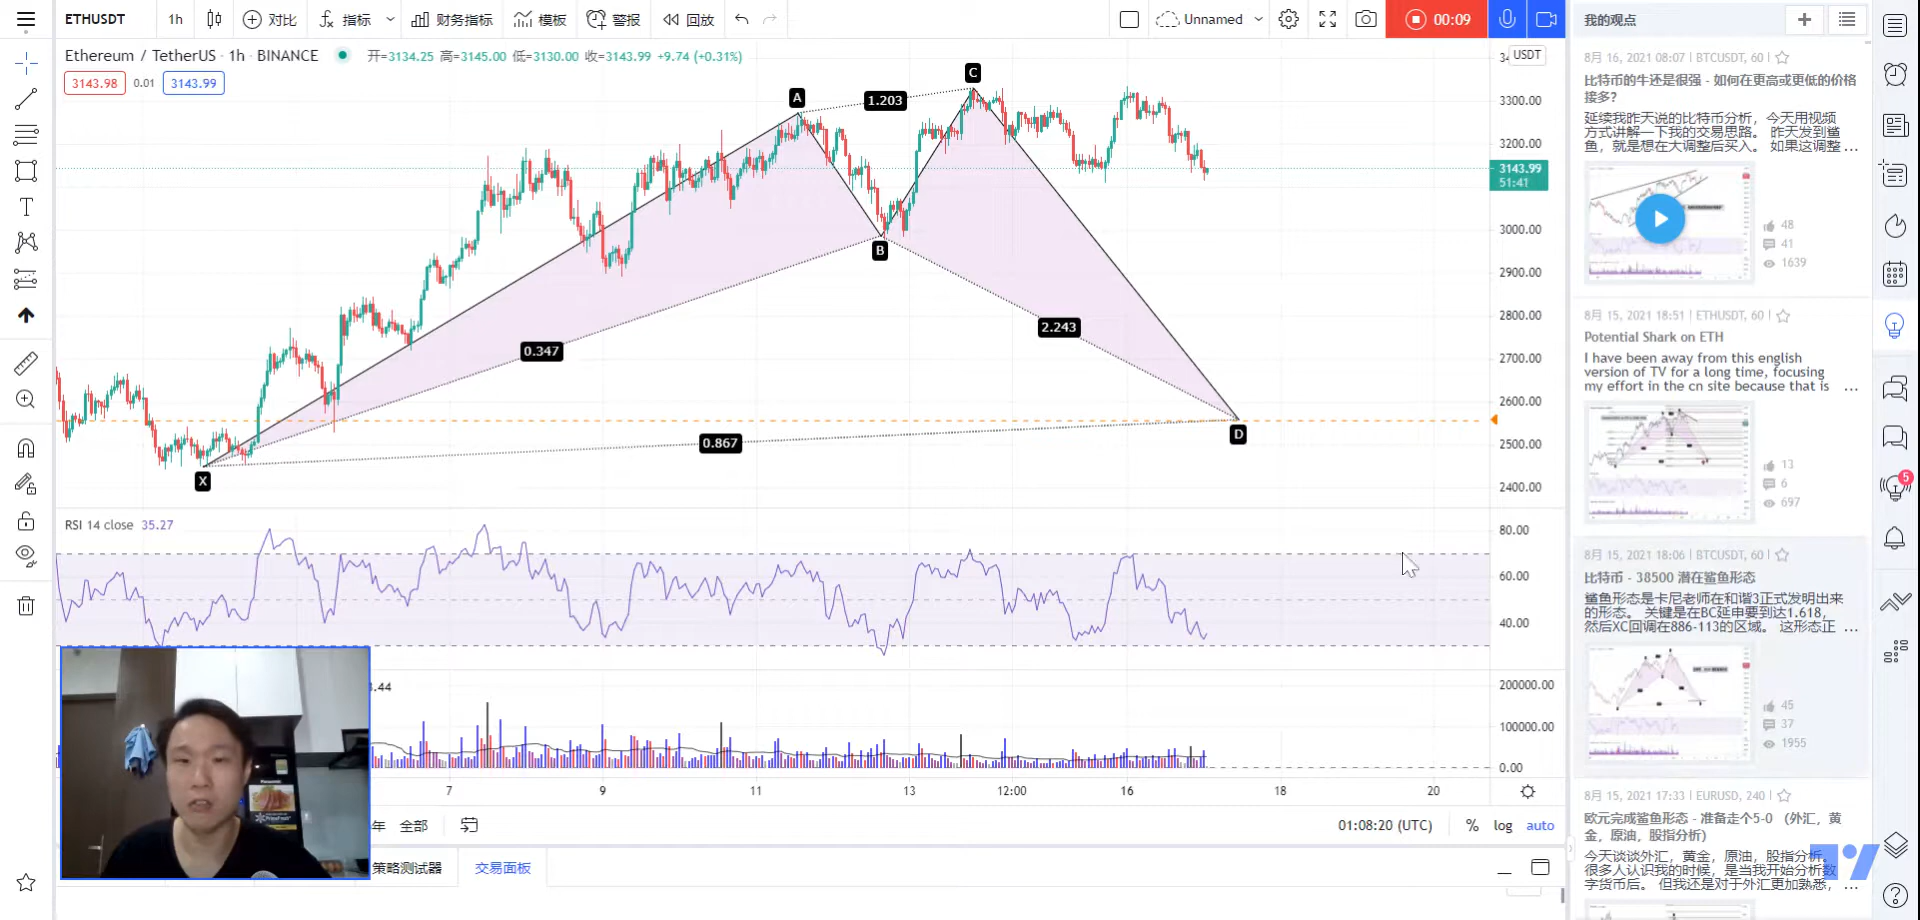 ETHUSDT
1h
对比
指标
财务指标
模板
警报
回放
Unnamed
00:09
Ethereum / TetherUS · 1h · BINANCE
开=3134.25 高=3145.00 低=3130.00 收=3143.99 +9.74 (+0.31%)
3143.98
0.01
3143.99
USDT
3300.00
3200.00
3143.99
51:41
3000.00
2900.00
2800.00
2700.00
2600.00
2500.00
2400.00
A
1.203
C
B
0.347
2.243
0.867
X
D
RSI 14 close 35.27
80.00
60.00
40.00
200000.00
100000.00
0.00
7
9
11
13
12:00
16
18
20
年
全部
01:08:20 (UTC)
%
log
auto
策略测试器
交易面板
我的观点
8月 16, 2021 08:07 | BTCUSDT, 60
比特币的牛还是很强 - 如何在更高或更低的价格
接多?
延续我昨天说的比特币分析，今天用视频
方式讲解一下我的交易思路。 昨天发到鲨
鱼，就是想在大调整后买入。 如果这调整 ...
48
41
1639
8月 15, 2021 18:51 | ETHUSDT, 60
Potential Shark on ETH
I have been away from this english
version of TV for a long time, focusing
my effort in the cn site because that is ...
13
6
697
8月 15, 2021 18:06 | BTCUSDT, 60
比特币 - 38500 潜在鲨鱼形态
鲨鱼形态是卡尼老师在和谐3正式发明出来
的形态。 关键是在BC延申要到达1.618，
然后XC回调在886-113的区域。 这形态正 ...
45
37
1955
8月 15, 2021 17:33 | EURUSD, 240
欧元完成鲨鱼形态 - 准备走个5-0 （外汇，黄
金，原油，股指分析）
今天谈谈外汇，黄金，原油，股指分析。
很多人认识我的时候，是当我开始分析数
字货币后。 但我还是对于外汇更加熟悉， ...
5